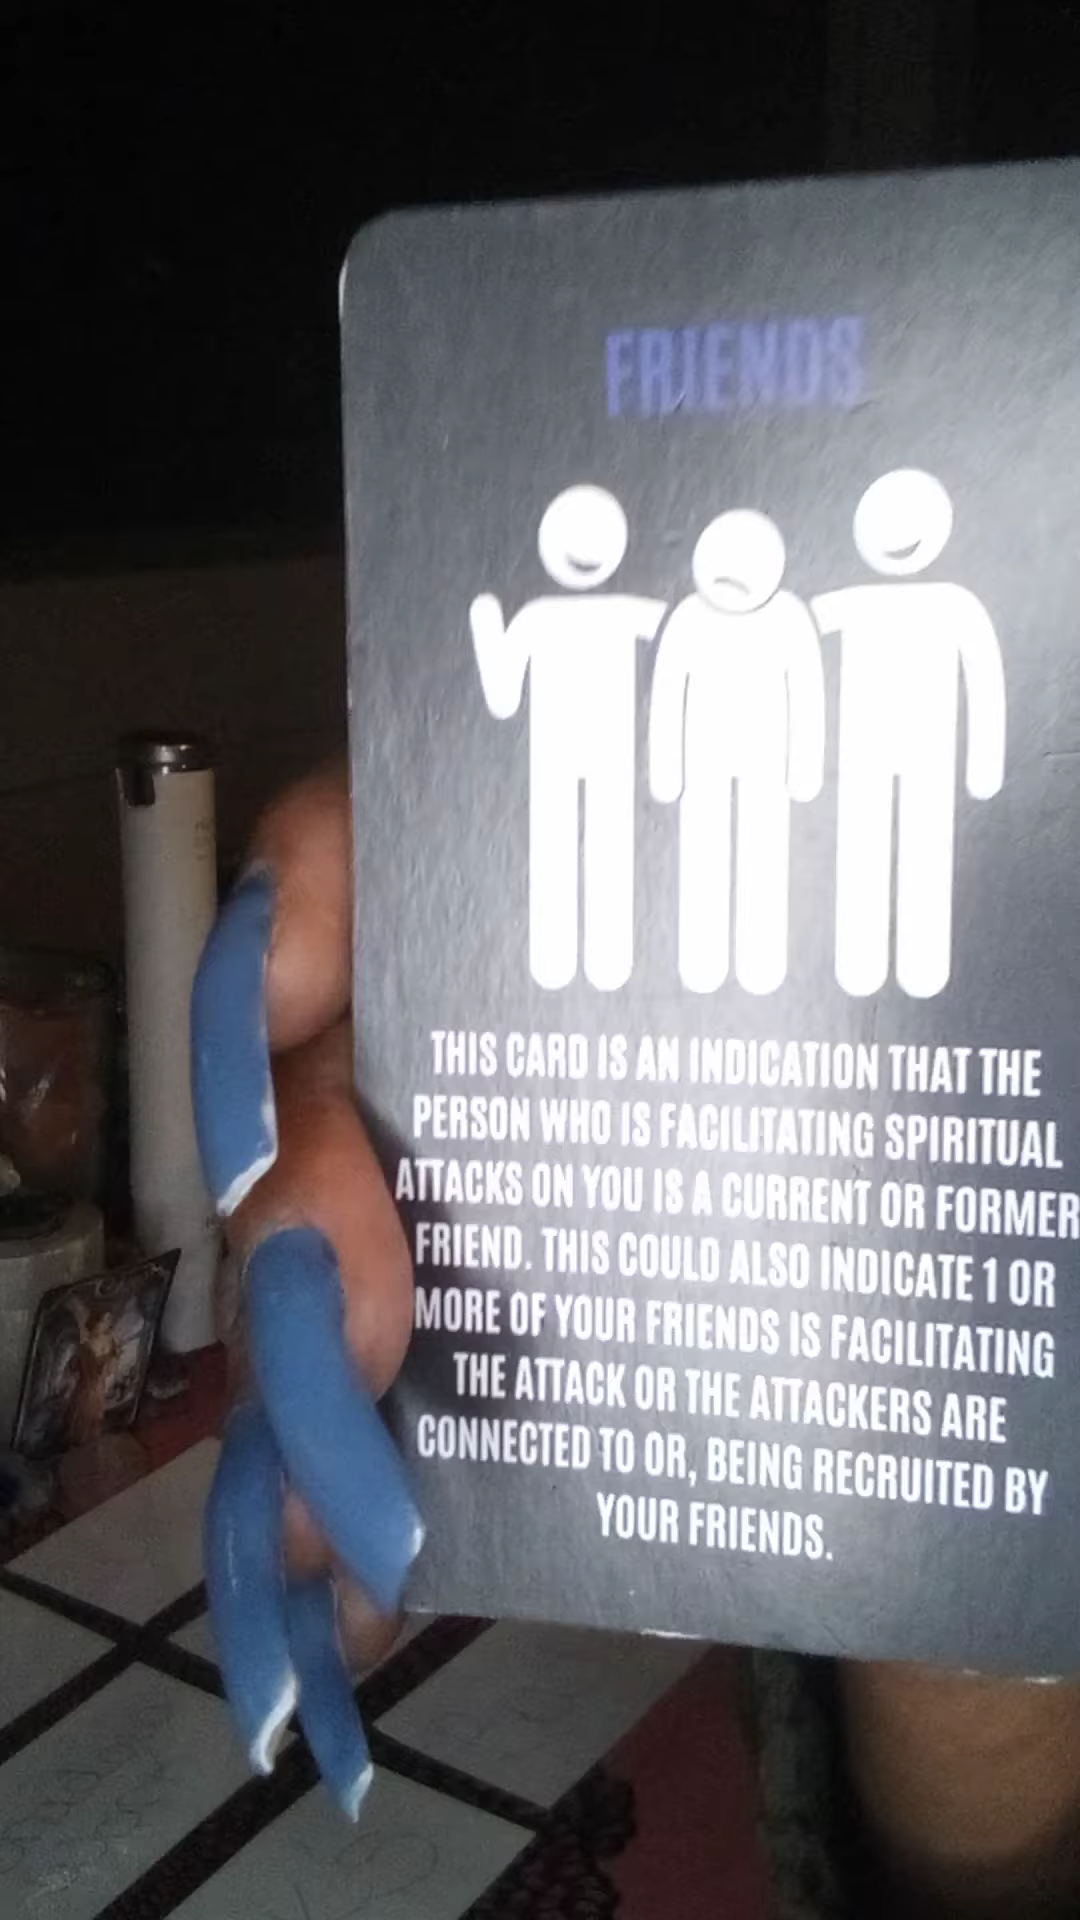 FRIENDS
THIS CARD IS AN INDICATION THAT THE
PERSON WHO IS FACILITATING SPIRITUAL
ATTACKS ON YOU IS A CURRENT OR FORMER
FRIEND. THIS COULD ALSO INDICATE 1 OR
MORE OF YOUR FRIENDS IS FACILITATING
THE ATTACK OR THE ATTACKERS ARE
CONNECTED TO OR, BEING RECRUITED BY
YOUR FRIENDS.